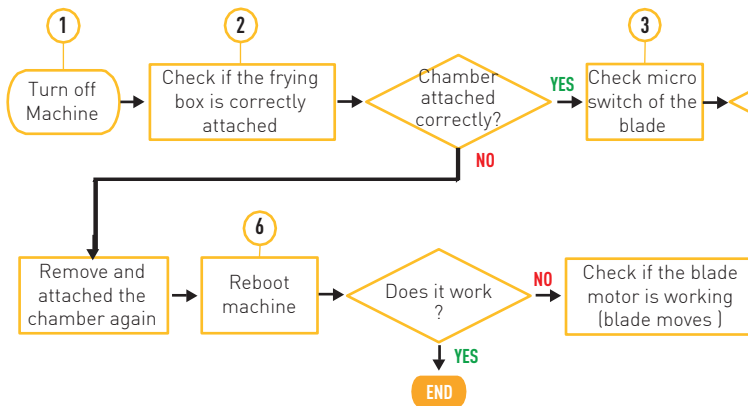 1
Turn off
Machine
2
Check if the frying
box is correctly
attached
Chamber
attached
correctly?
YES
NO
3
Check micro
switch of the
blade
Remove and
attached the
chamber again
6
Reboot
machine
Does it work
?
NO
YES
END
Check if the blade
motor is working
(blade moves )